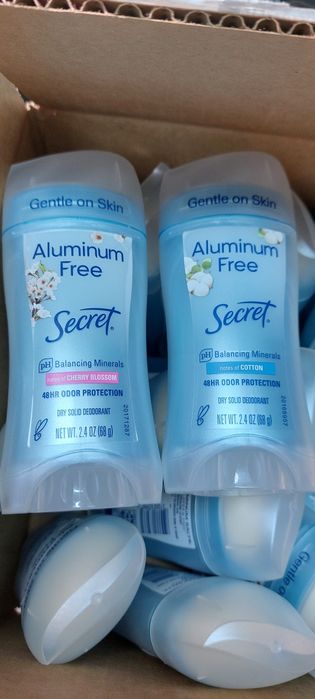 Gentle on Skin
Aluminum
Free
Secret®
pH Balancing Minerals
notes of CHERRY BLOSSOM
48HR ODOR PROTECTION
DRY SOLID DEODORANT
NET WT. 2.4 OZ (68 g)
20171287
Gentle on Skin
Aluminum
Free
Secret®
pH Balancing Minerals
notes of COTTON
48HR ODOR PROTECTION
DRY SOLID DEODORANT
NET WT. 2.4 OZ (68 g)
Gentle o